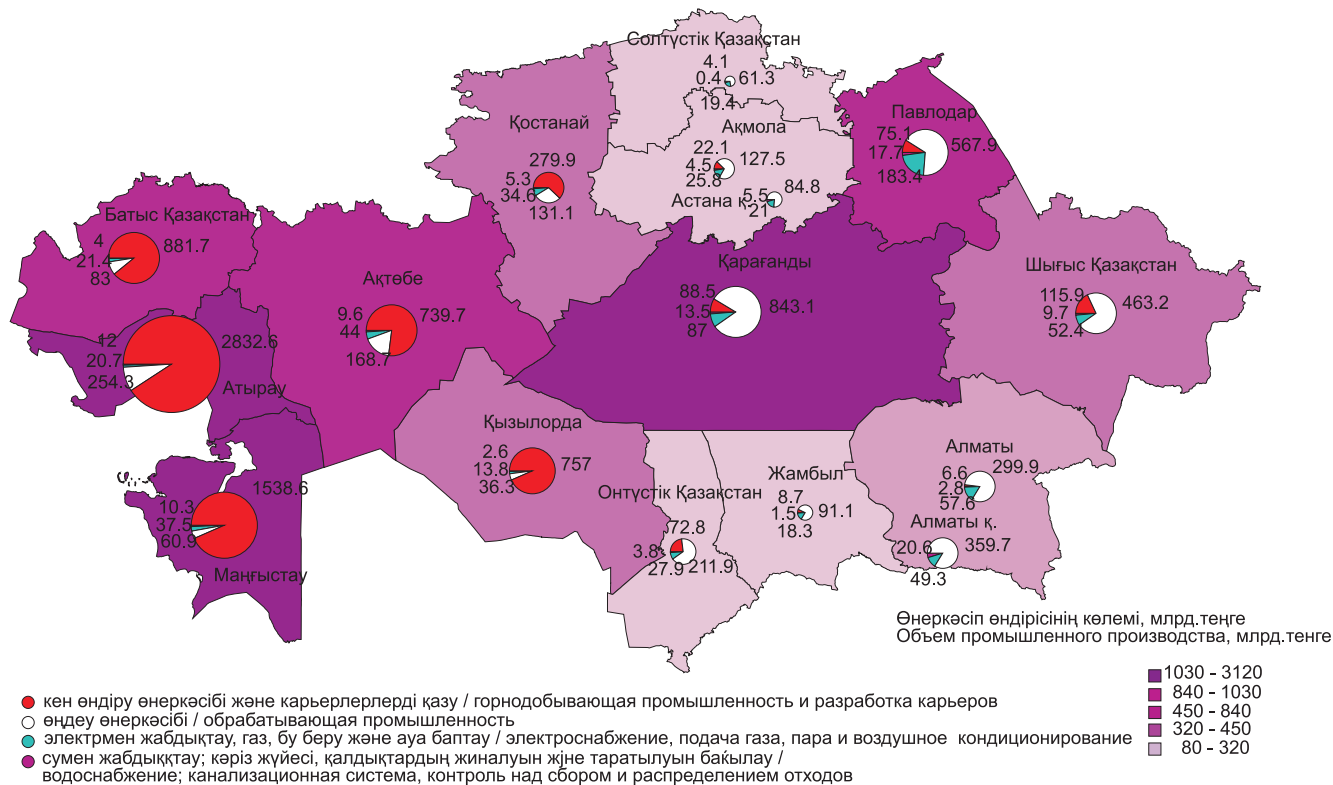 Солтүстік Қазақстан
4.1
0.4 61.3
19.4
Ақмола
22.1
4.5 127.5
25.8
84.8
5.5
Астана қ.
21
Павлодар
75.1
17.7 567.9
183.4
Қостанай
279.9
5.3
34.6
131.1
Батыс Қазақстан
4
21.4 881.7
83
Ақтөбе
9.6
44 739.7
168.7
Қарағанды
88.5
13.5 843.1
87
Шығыс Қазақстан
115.9
9.7 463.2
52.4
12
20.7 2832.6
254.3
Атырау
Қызылорда
2.6
13.8 757
36.3
1538.6
10.3
37.5
60.9
Маңғыстау
Онтүстік Қазақстан
72.8
3.8
27.9 211.9
Жамбыл
8.7
1.5 91.1
18.3
Алматы
6.6 299.9
2.8
57.6
Алматы қ.
20.6 359.7
49.3
Өнеркәсіп өндірісінің көлемі, млрд.теңге
Объем промышленного производства, млрд.тенге
1030 - 3120
840 - 1030
450 - 840
320 - 450
80 - 320
кен өндіру өнеркәсібі және карьерлерлерді қазу / горнодобывающая промышленность и разработка карьеров
өңдеу өнеркәсібі / обрабатывающая промышленность
электрмен жабдықтау, газ, бу беру және ауа баптау / электроснабжение, подача газа, пара и воздушное кондиционирование
сумен жабдыққтау; кәріз жүйесі, қалдықтардың жиналуын жјне таратылуын баќылау /
водоснабжение; канализационная система, контроль над сбором и распределением отходов